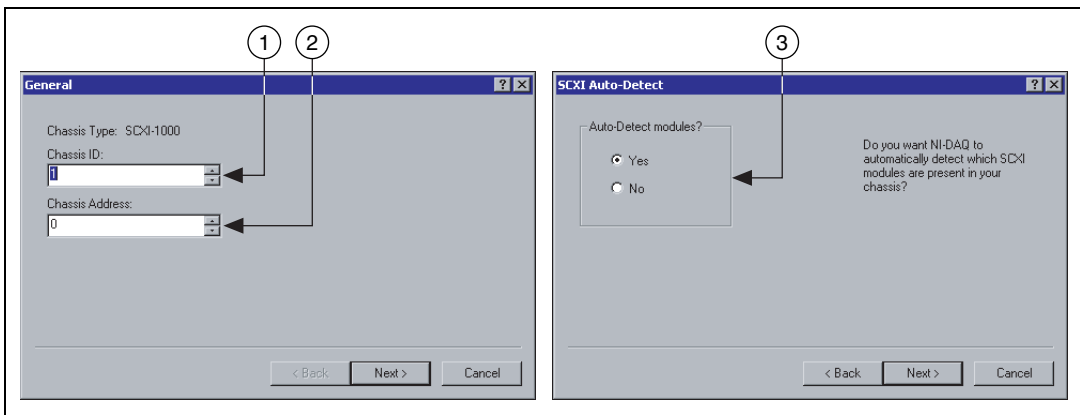 1
2
3
General
? X
Chassis Type: SCXI-1000
Chassis ID:
1
Chassis Address:
0
< Back
Next >
Cancel
SCXI Auto-Detect
? X
Auto-Detect modules?
Yes
No
Do you want NI-DAQ to
automatically detect which SCXI
modules are present in your
chassis?
< Back
Next >
Cancel